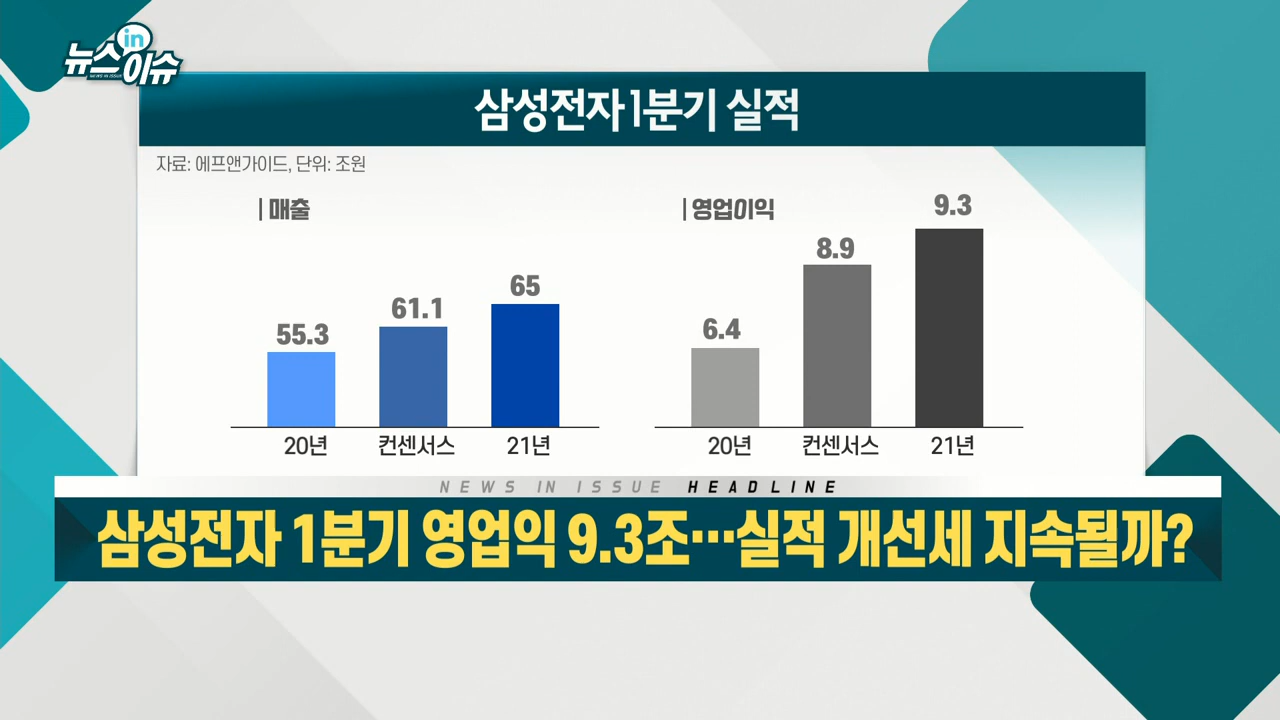 뉴스in이슈
NEWS IN ISSUE
삼성전자 1분기 실적
자료: 에프앤가이드, 단위: 조원
| 매출
55.3
61.1
65
20년
컨센서스
21년
| 영업이익
6.4
8.9
9.3
20년
컨센서스
21년
NEWS IN ISSUE HEADLINE
삼성전자 1분기 영업익 9.3조…실적 개선세 지속될까?